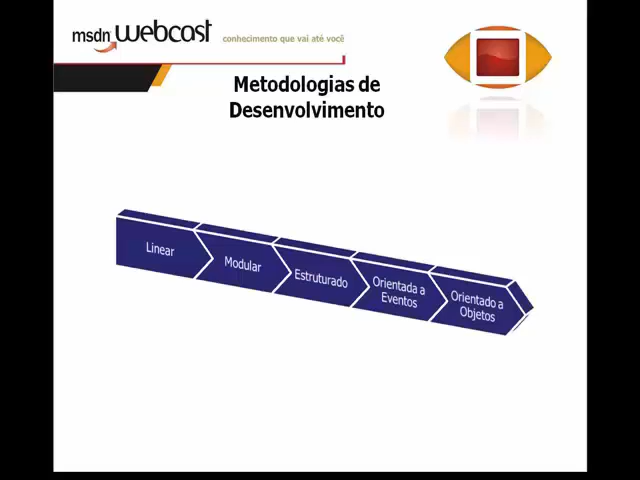 msdn webcast
conhecimento que vai até você
Metodologias de
Desenvolvimento
Linear
Modular
Estruturado
Orientada a
Eventos
Orientado a
Objetos